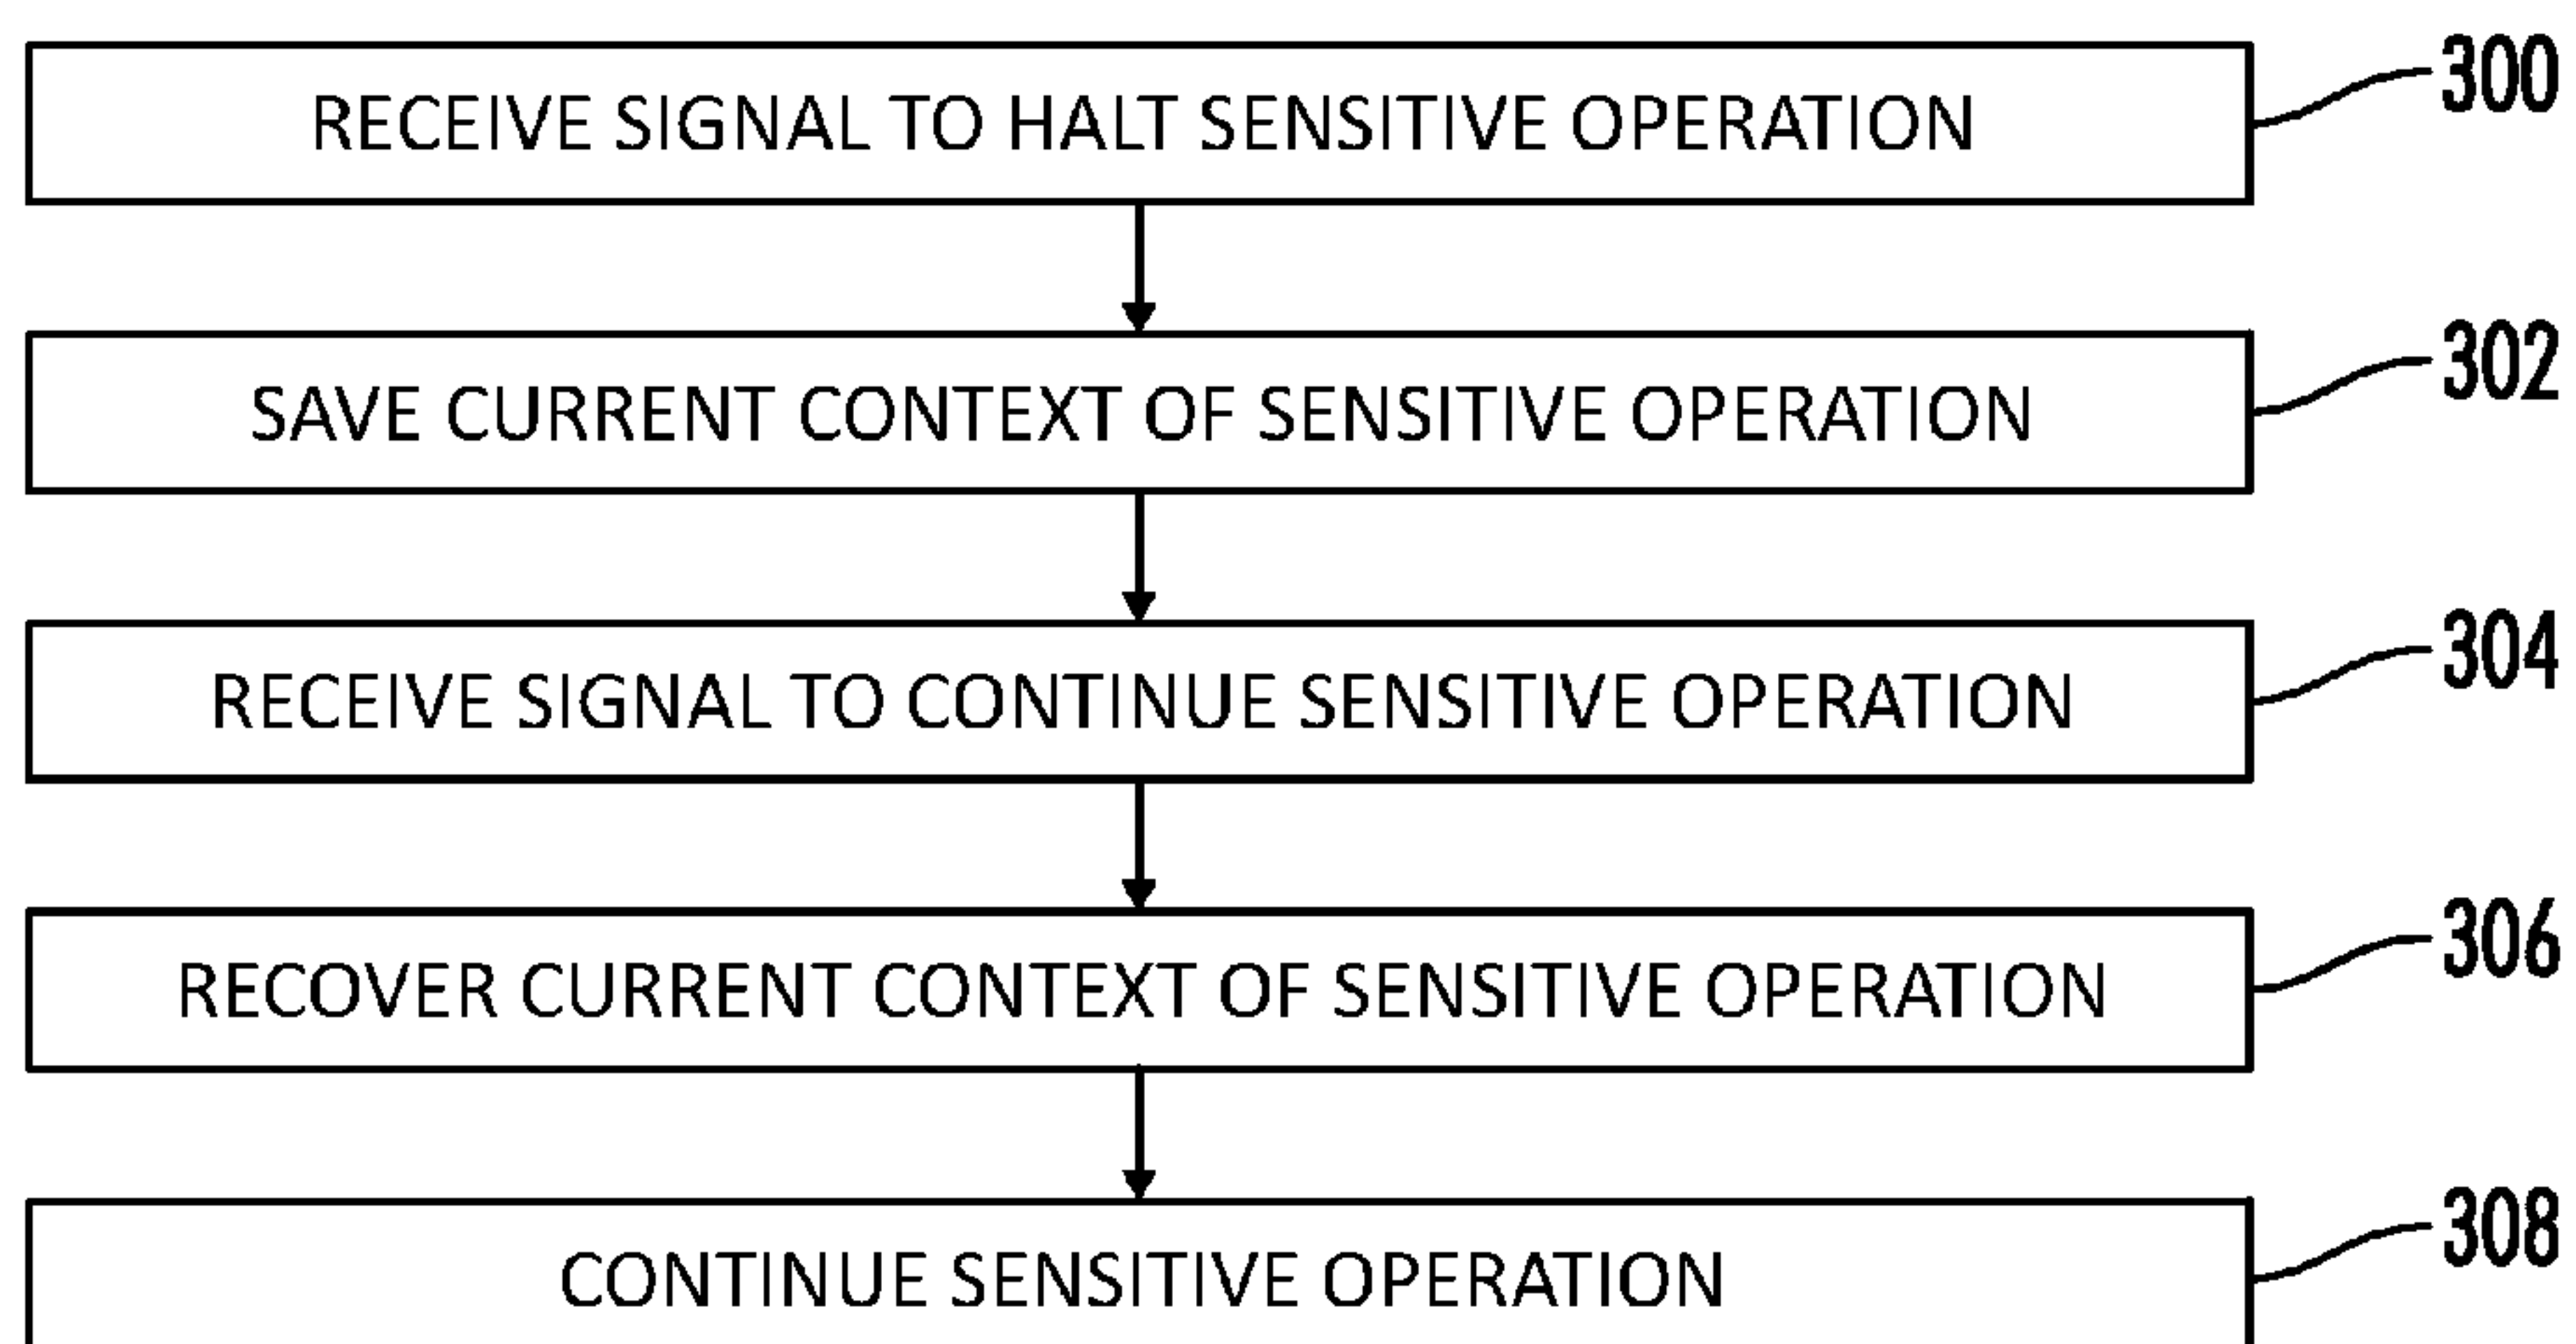 RECEIVE SIGNAL TO HALT SENSITIVE OPERATION 300
SAVE CURRENT CONTEXT OF SENSITIVE OPERATION 302
RECEIVE SIGNAL TO CONTINUE SENSITIVE OPERATION 304
RECOVER CURRENT CONTEXT OF SENSITIVE OPERATION 306
CONTINUE SENSITIVE OPERATION 308